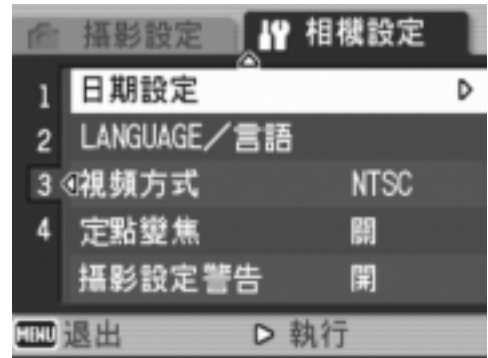 攝影設定 相機設定
1 日期設定
2 LANGUAGE／言語
3 視頻方式 NTSC
4 定點變焦 關
攝影設定警告 開
MENU 退出 執行